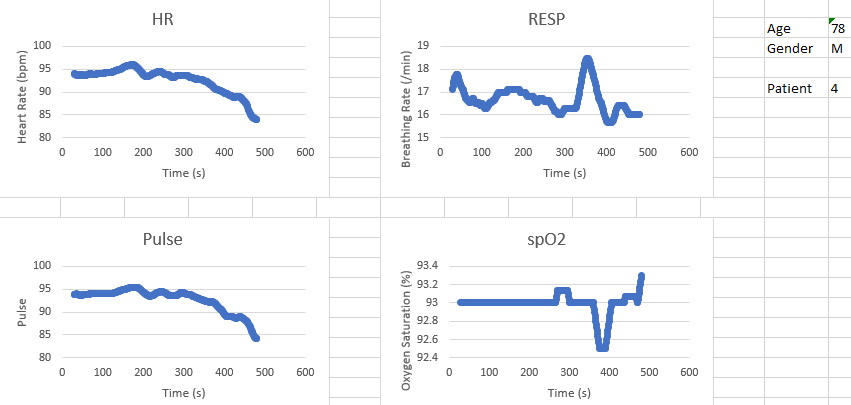 HR
Heart Rate (bpm)
100
95
90
85
80
0 100 200 300 400 500 600
Time (s)
RESP
Breathing Rate (/min)
19
18
17
16
15
0 100 200 300 400 500 600
Time (s)
Age 78
Gender M
Patient 4
Pulse
Pulse
100
95
90
85
80
0 100 200 300 400 500 600
Time (s)
spO2
Oxygen Saturation (%)
93.4
93.2
93
92.8
92.6
92.4
0 100 200 300 400 500 600
Time (s)